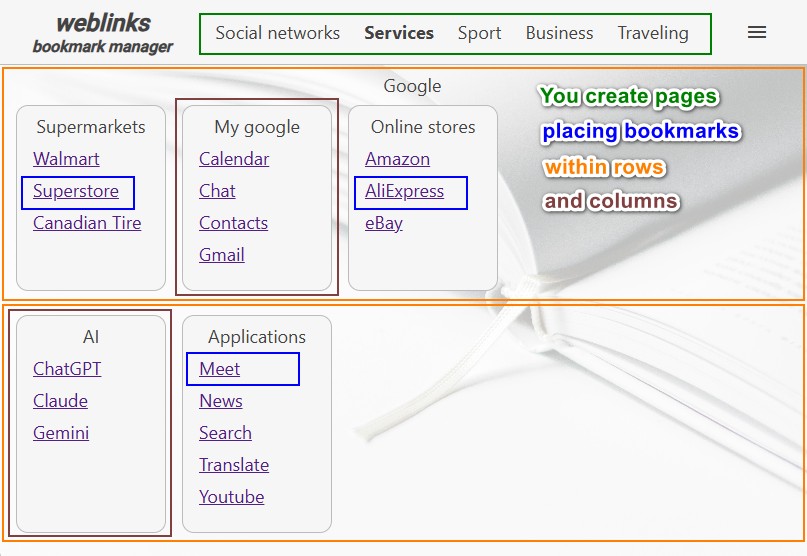 weblinks
bookmark manager
Social networks Services Sport Business Traveling
Google
You create pages
placing bookmarks
within rows
and columns
Supermarkets
Walmart
Superstore
Canadian Tire
My google
Calendar
Chat
Contacts
Gmail
Online stores
Amazon
AliExpress
eBay
AI
ChatGPT
Claude
Gemini
Applications
Meet
News
Search
Translate
Youtube